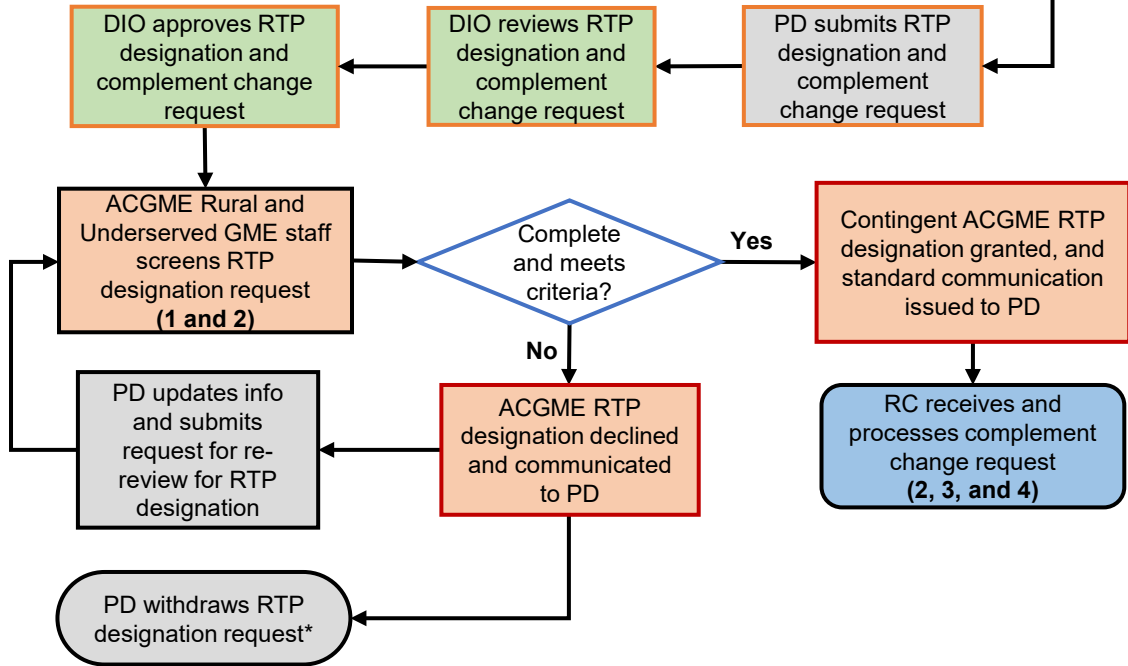 DIO approves RTP
designation and
complement change
request
DIO reviews RTP
designation and
complement
change request
PD submits RTP
designation and
complement
change request
ACGME Rural and
Underserved GME staff
screens RTP
designation request
(1 and 2)
Complete
and meets
criteria?
Yes
Contingent ACGME RTP
designation granted, and
standard communication
issued to PD
No
PD updates info
and submits
request for re-
review for RTP
designation
ACGME RTP
designation declined
and communicated
to PD
RC receives and
processes complement
change request
(2, 3, and 4)
PD withdraws RTP
designation request*